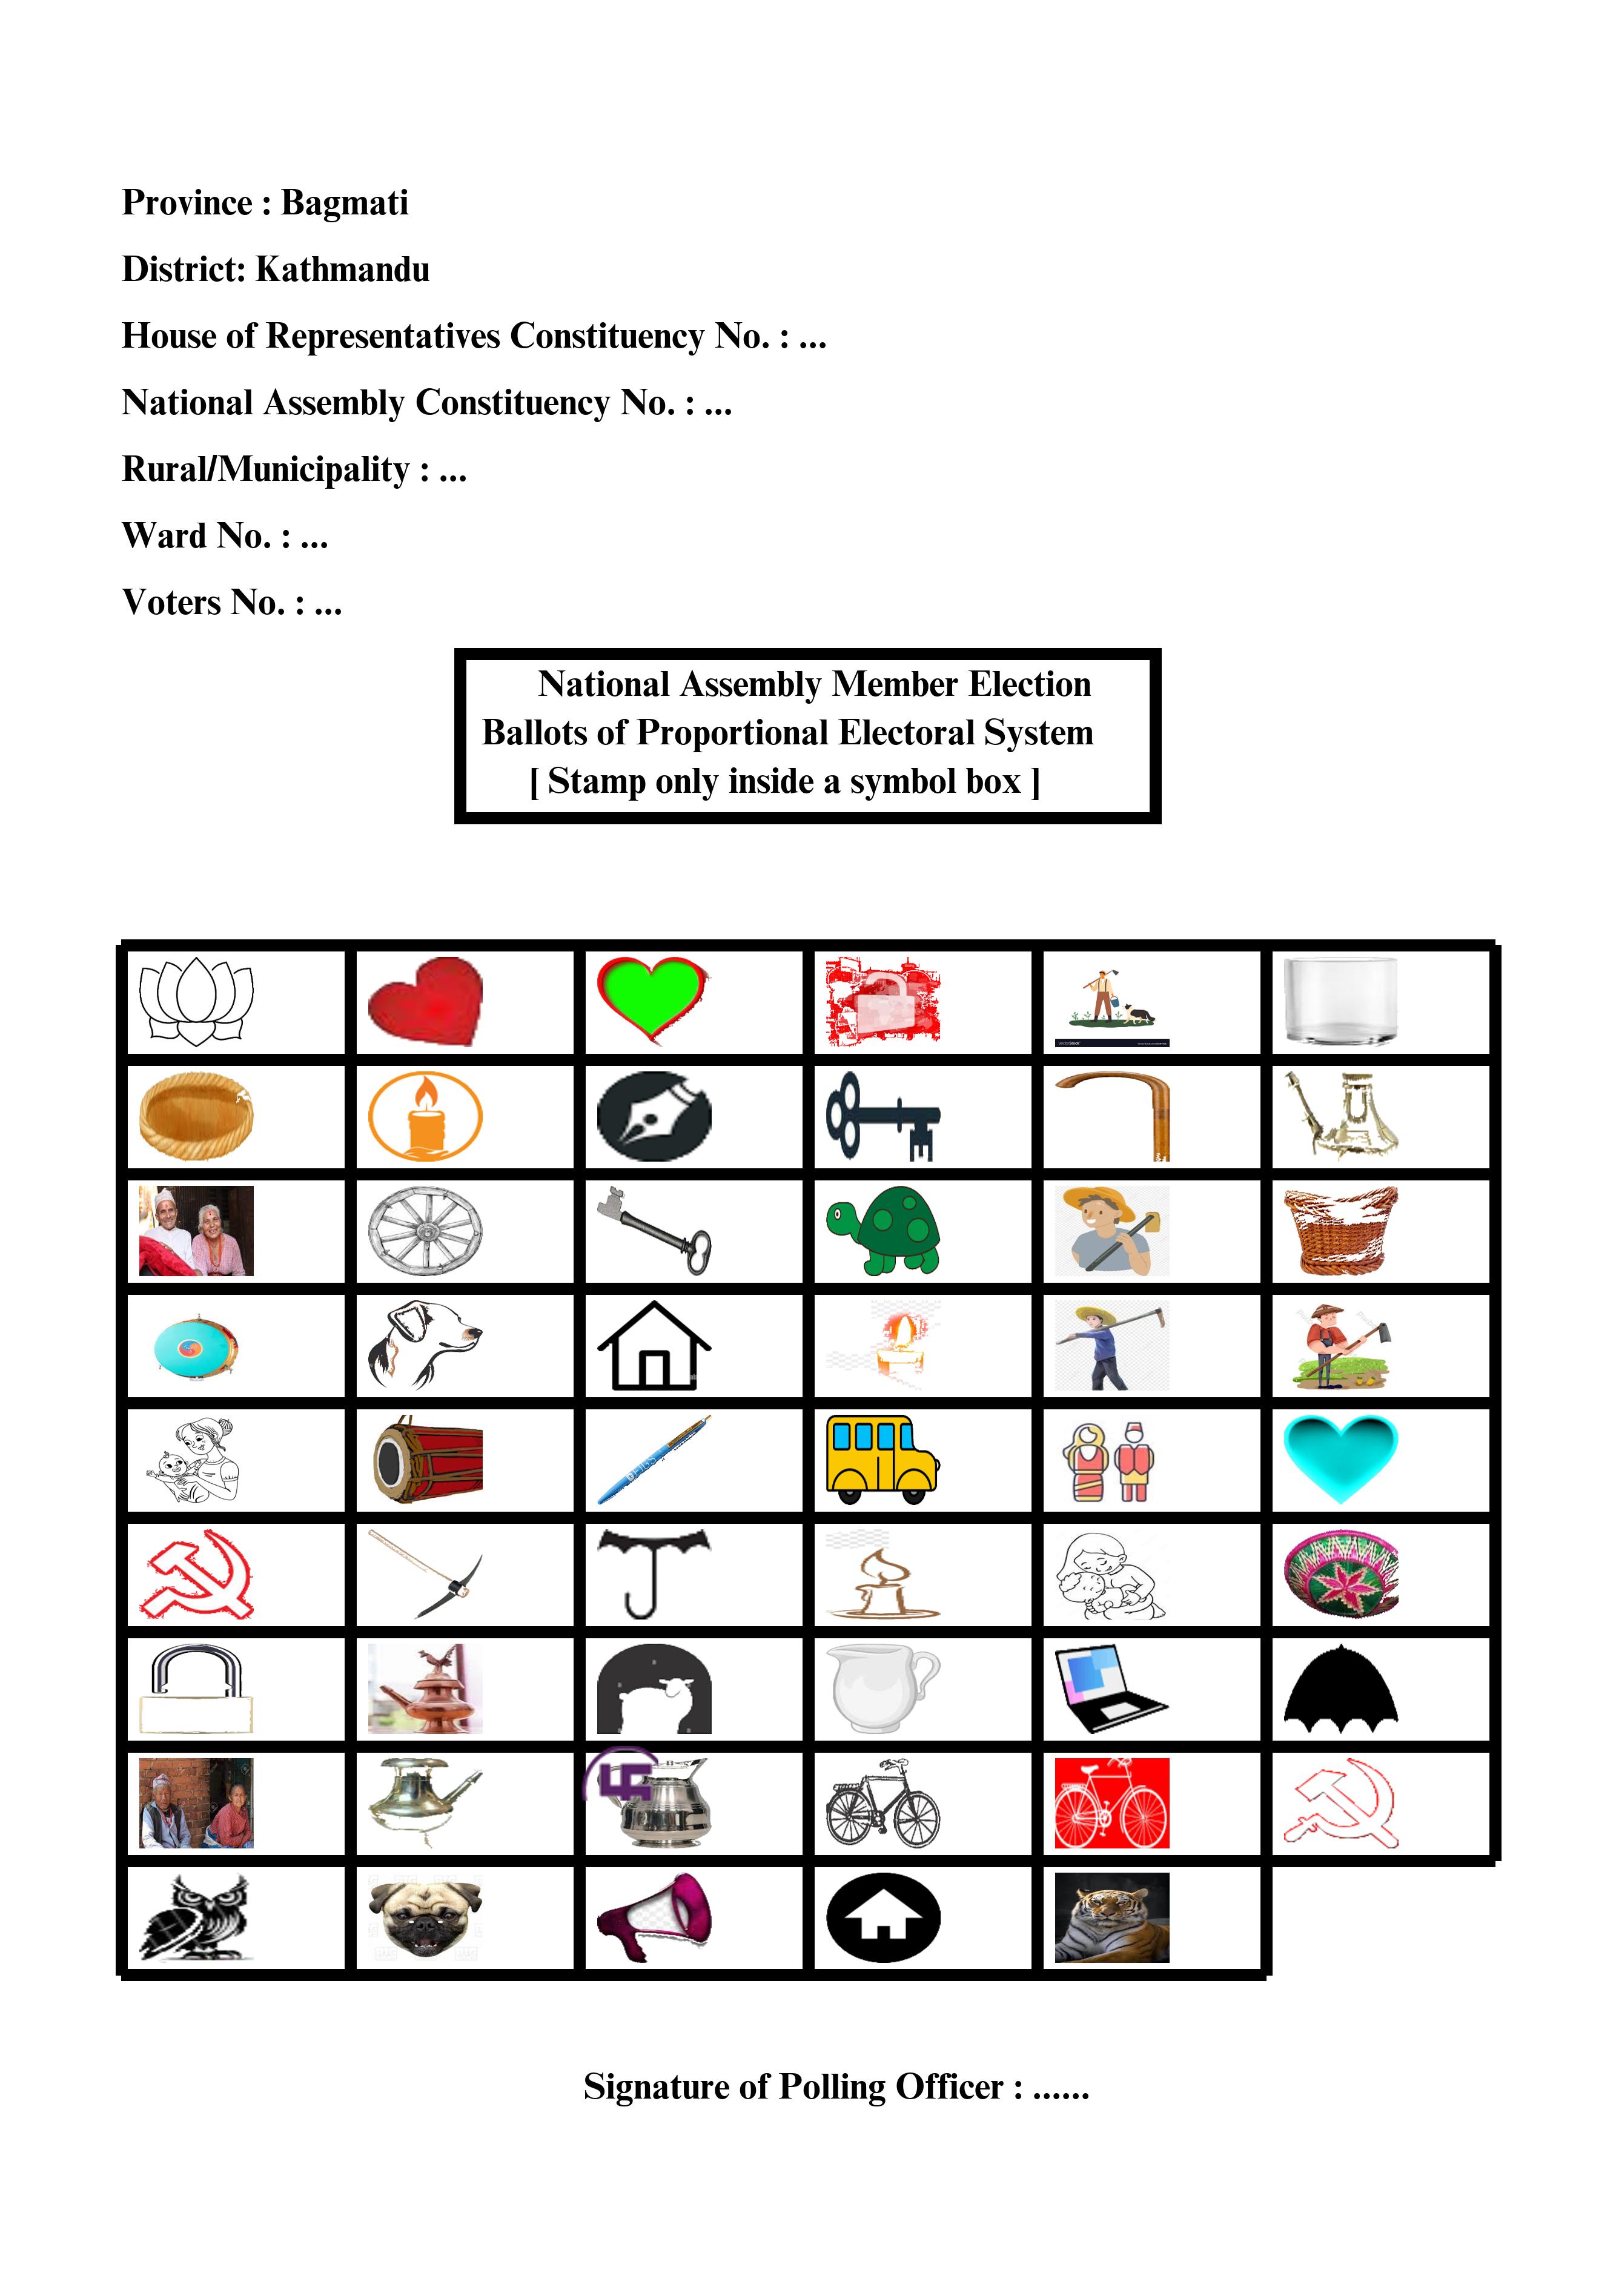 Province : Bagmati
District: Kathmandu
House of Representatives Constituency No. : ...
National Assembly Constituency No. : ...
Rural/Municipality : ...
Ward No. : ...
Voters No. : ...
National Assembly Member Election
Ballots of Proportional Electoral System
[ Stamp only inside a symbol box ]
Signature of Polling Officer : ......